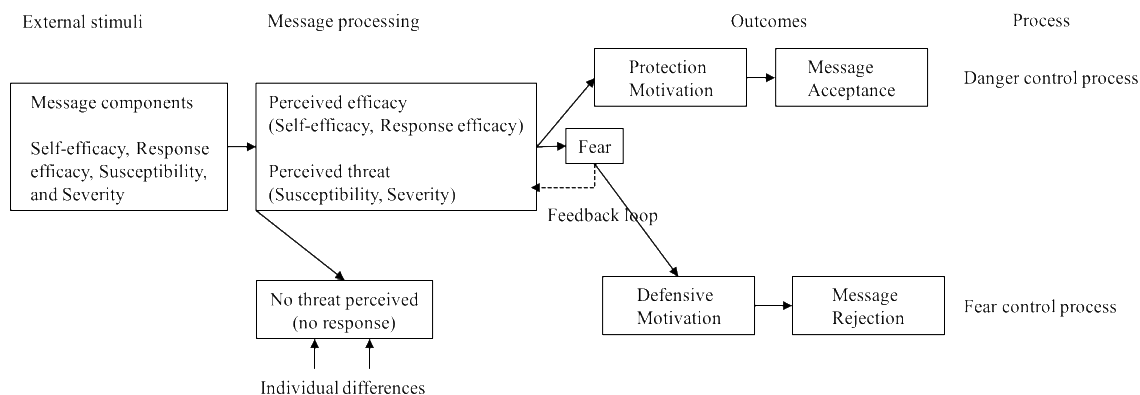 External stimuli
Message processing
Outcomes
Process
Message components
Self-efficacy, Response
efficacy, Susceptibility,
and Severity
Perceived efficacy
(Self-efficacy, Response efficacy)
Perceived threat
(Susceptibility, Severity)
Protection
Motivation
Message
Acceptance
Danger control process
Fear
Feedback loop
No threat perceived
(no response)
Individual differences
Defensive
Motivation
Message
Rejection
Fear control process